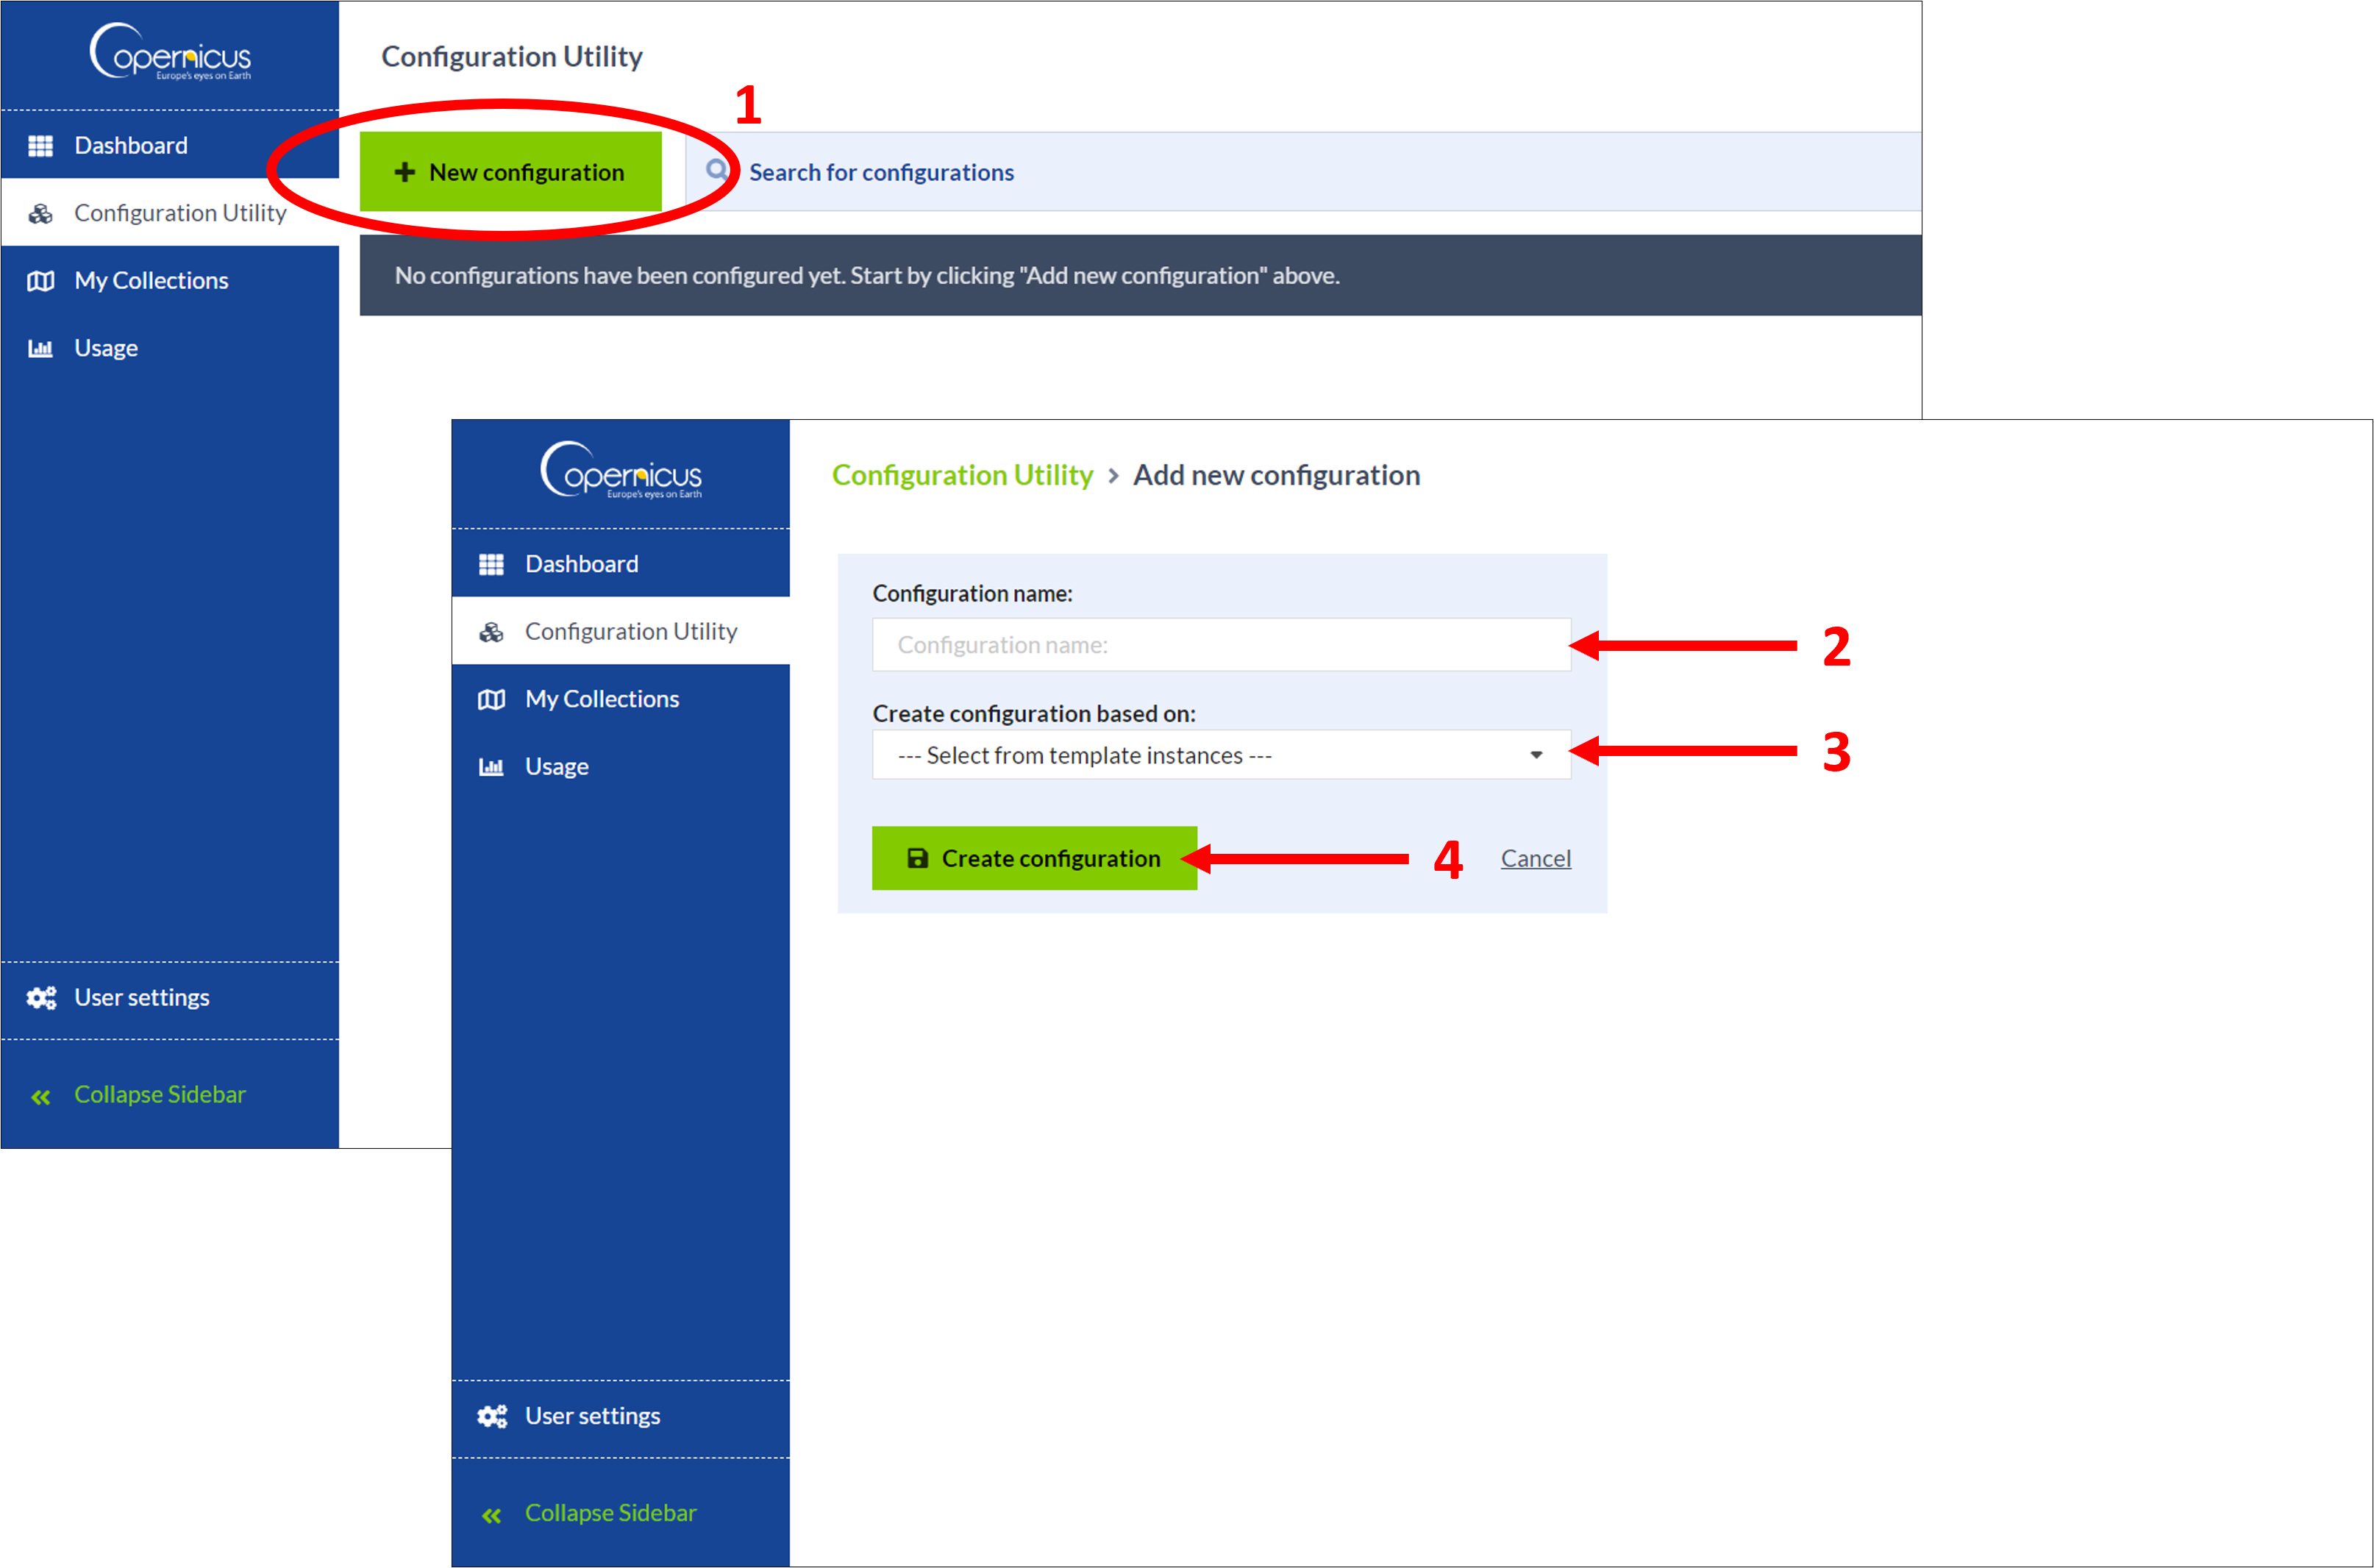 Copernicus
Europe's eyes on Earth
Configuration Utility
1
Dashboard
+ New configuration
Search for configurations
Configuration Utility
No configurations have been configured yet. Start by clicking "Add new configuration" above.
My Collections
Usage
User settings
« Collapse Sidebar
Copernicus
Europe's eyes on Earth
Configuration Utility > Add new configuration
Dashboard
Configuration Utility
My Collections
Usage
Configuration name:
Configuration name:
2
Create configuration based on:
--- Select from template instances ---
3
Create configuration
4
Cancel
User settings
« Collapse Sidebar